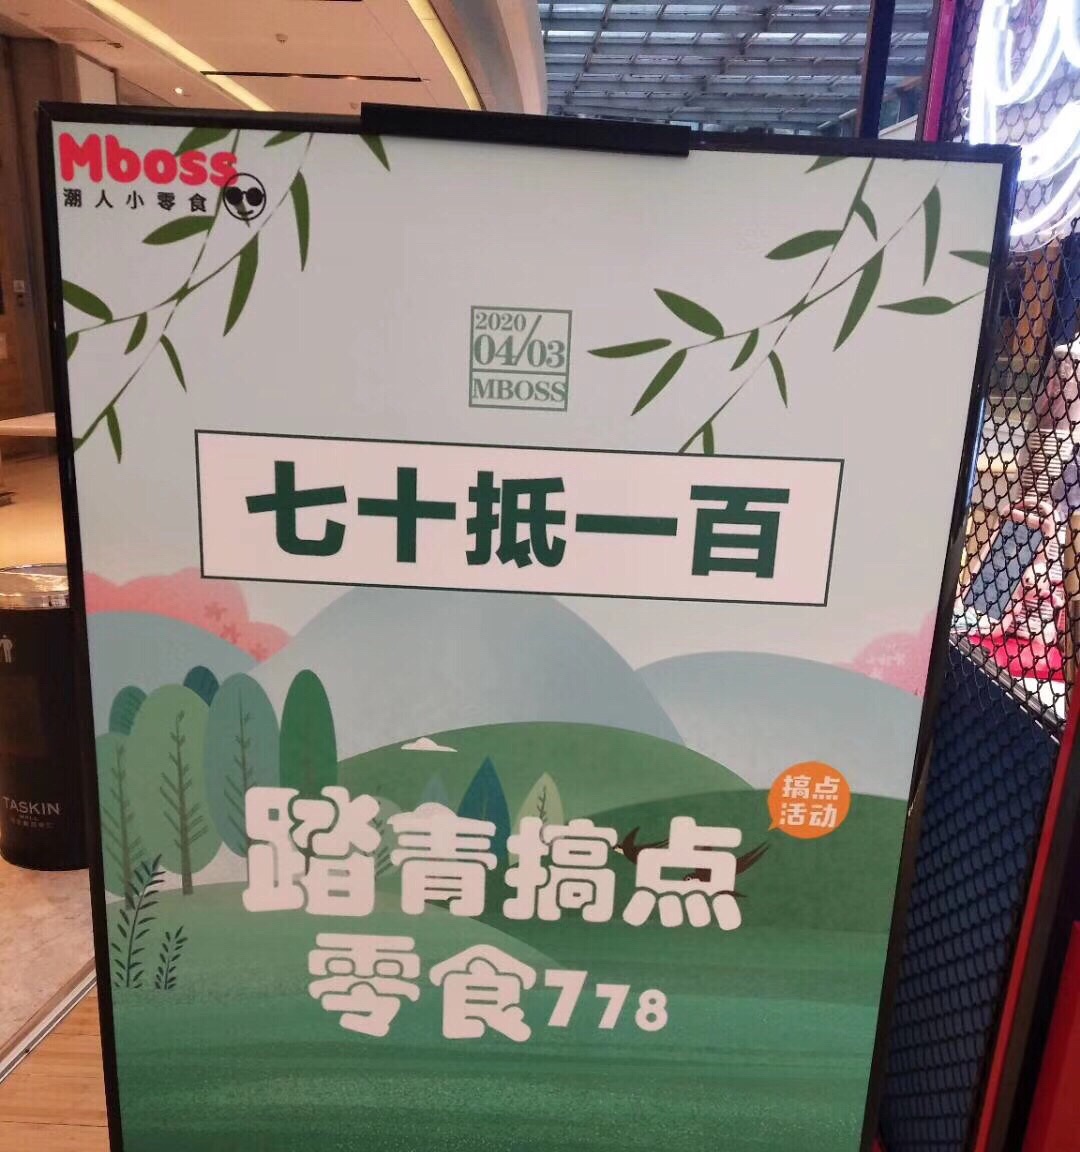 Mboss
潮人小零食
2020
04/03
MBOSS
七十抵一百
搞点
活动
踏青搞点
零食778
TASKIN
MALL